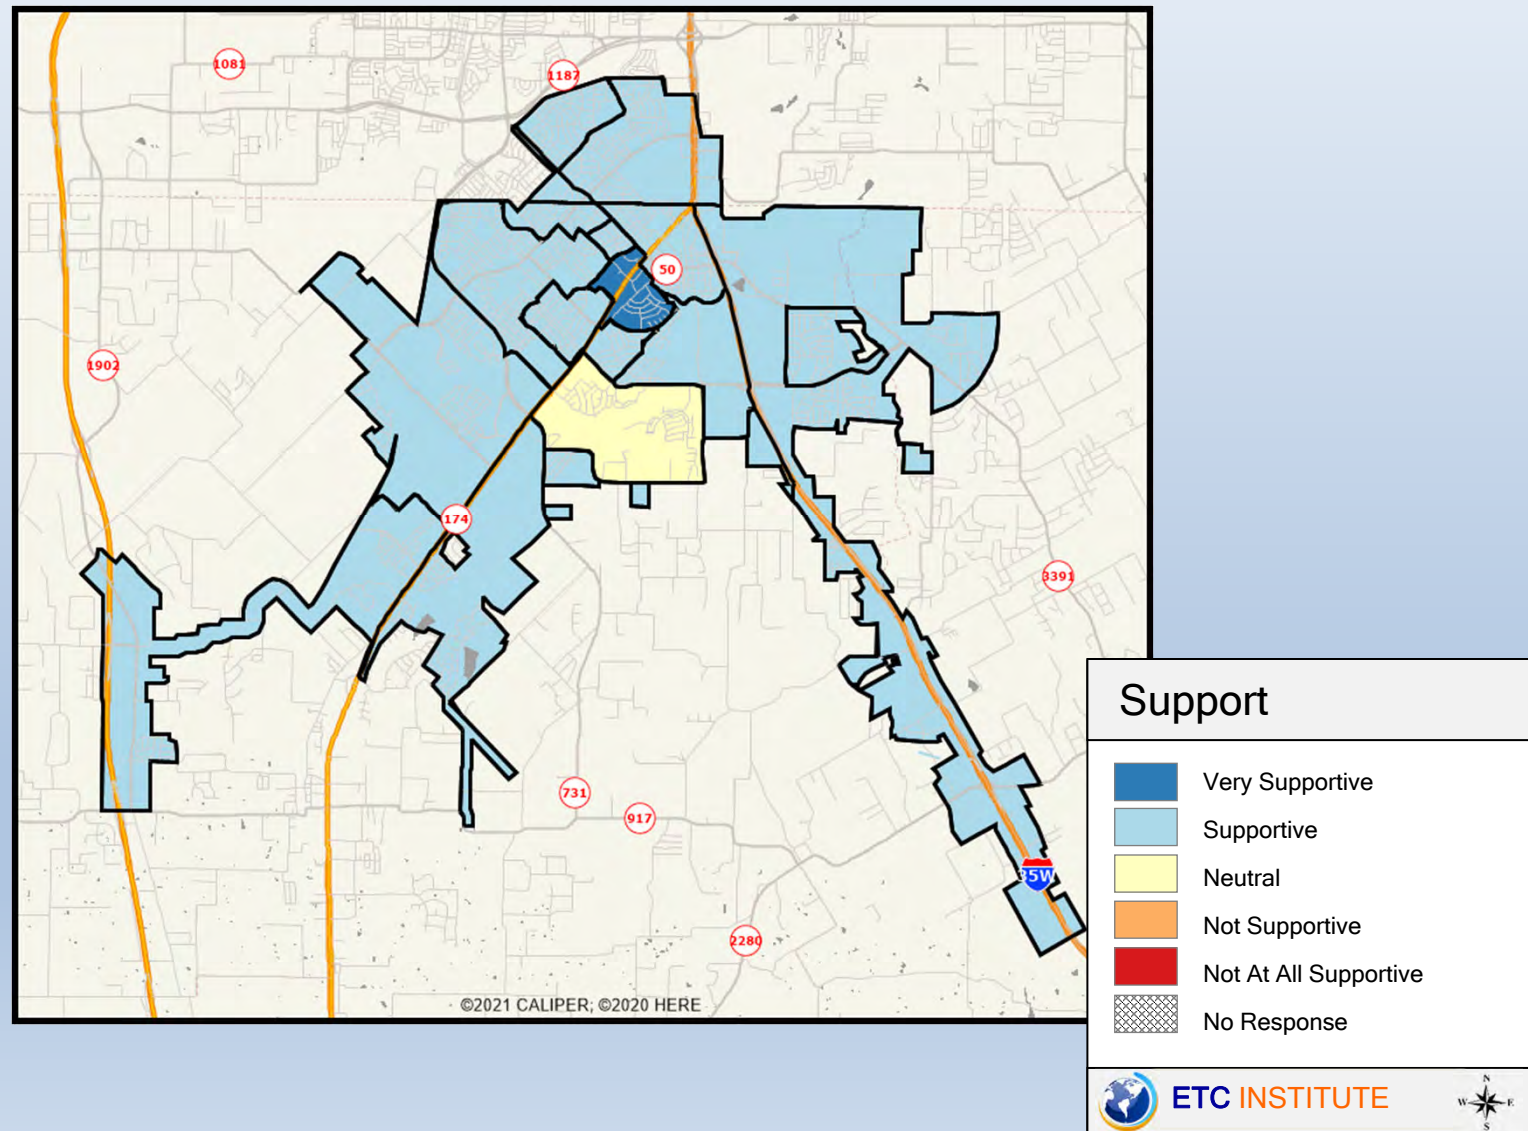 1081
1187
50
1902
174
3391
731
917
35W
2280
©2021 CALIPER; ©2020 HERE
Support
Very Supportive
Supportive
Neutral
Not Supportive
Not At All Supportive
No Response
ETC INSTITUTE
N
W E
S